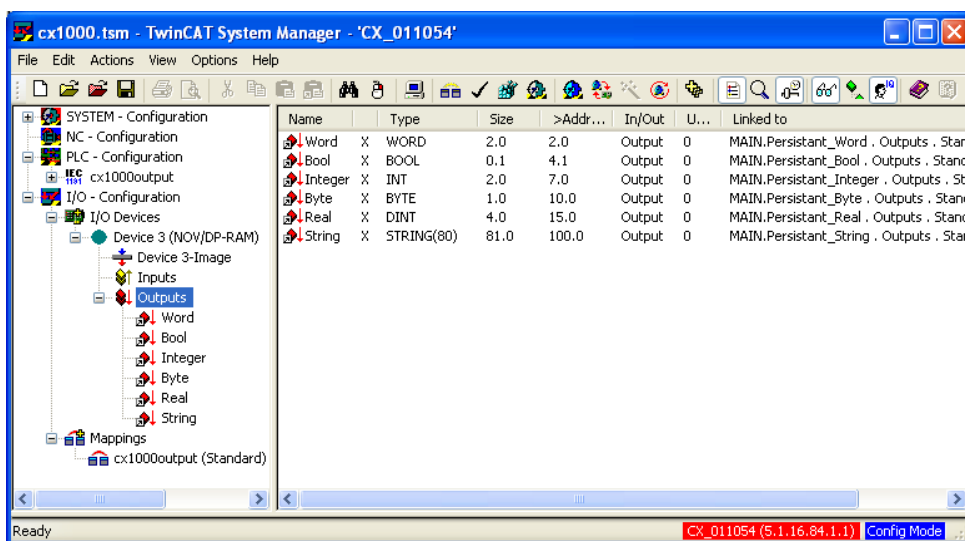 cx1000.tsm - TwinCAT System Manager - 'CX_011054'
File Edit Actions View Options Help
SYSTEM - Configuration
NC - Configuration
PLC - Configuration
IEC 1131 cx1000output
I/O - Configuration
I/O Devices
Device 3 (NOV/DP-RAM)
Device 3-Image
Inputs
Outputs
Word
Bool
Integer
Byte
Real
String
Mappings
cx1000output (Standard)
Name Type Size >Addr... In/Out U... Linked to
Word X WORD 2.0 2.0 Output 0 MAIN.Persistant_Word . Outputs . Star
Bool X BOOL 0.1 4.1 Output 0 MAIN.Persistant_Bool . Outputs . Stanc
Integer X INT 2.0 7.0 Output 0 MAIN.Persistant_Integer . Outputs . St
Byte X BYTE 1.0 10.0 Output 0 MAIN.Persistant_Byte . Outputs . Stan
Real X DINT 4.0 15.0 Output 0 MAIN.Persistant_Real . Outputs . Stan
String X STRING(80) 81.0 100.0 Output 0 MAIN.Persistant_String . Outputs . Sta
Ready CX_011054 (5.1.16.84.1.1) Config Mode